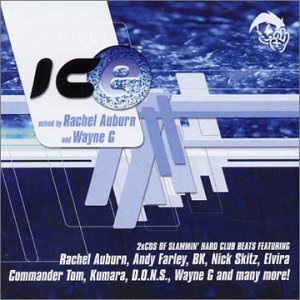 ICe
mixed by Rachel Auburn
and Wayne G
2xCDS OF SLAMMIN' HARD CLUB BEATS FEATURING
Rachel Auburn, Andy Farley, BK, Nick Skitz, Elvira
Commander Tom, Kumara, D.O.N.S., Wayne G and many more!